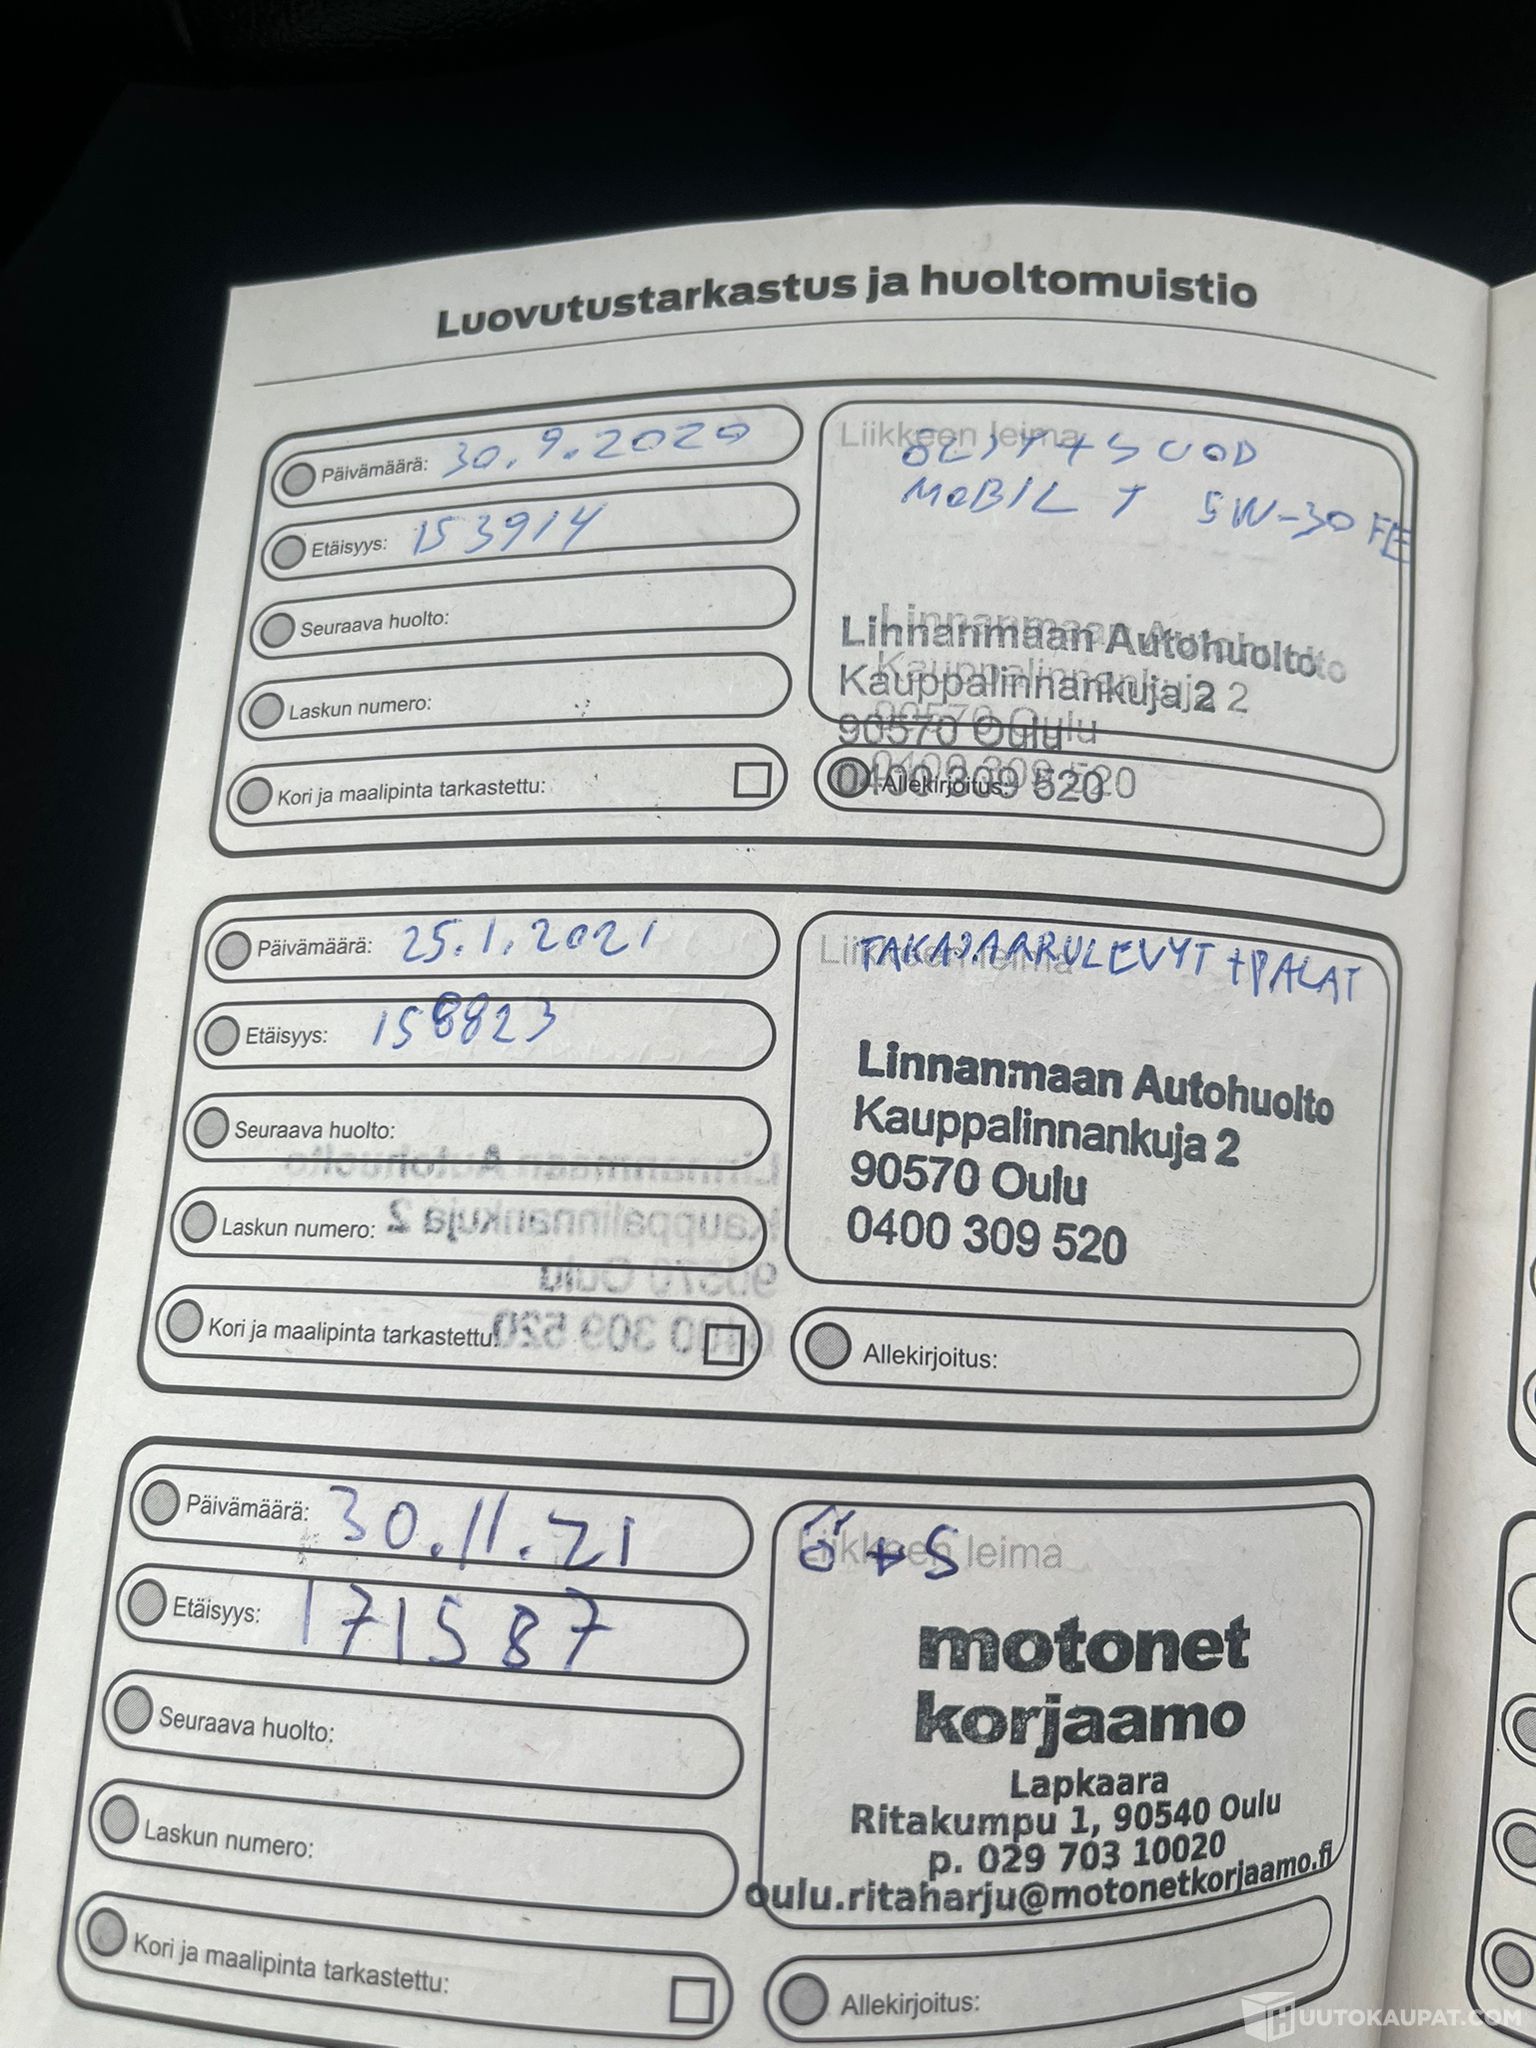 Luovutustarkastus ja huoltomuistio
Päivämäärä: 30.9.2020
Etäisyys: 153914
Seuraava huolto:
Laskun numero:
Kori ja maalipinta tarkastettu:
Liikkeen leima
ÖLJYT + SUOD
MOBIL 1 5W-30 FE
Linnanmaan Autohuolto
Kauppalinnankuja 2
90570 Oulu
0400 309 520
Allekirjoitus:
Päivämäärä: 25.1.2021
Etäisyys: 158823
Seuraava huolto:
Laskun numero:
Kori ja maalipinta tarkastettu:
Liikkeen leima
TAKAJARRULEVYT + PALAT
Linnanmaan Autohuolto
Kauppalinnankuja 2
90570 Oulu
0400 309 520
Allekirjoitus:
Päivämäärä: 30.11.21
Etäisyys: 171587
Seuraava huolto:
Laskun numero:
Kori ja maalipinta tarkastettu:
Liikkeen leima
Ö + S
motonet
korjaamo
Lapkaara
Ritakumpu 1, 90540 Oulu
p. 029 703 10020
oulu.ritaharju@motonetkorjaamo.fi
Allekirjoitus:
HUUTOKAUPAT.COM